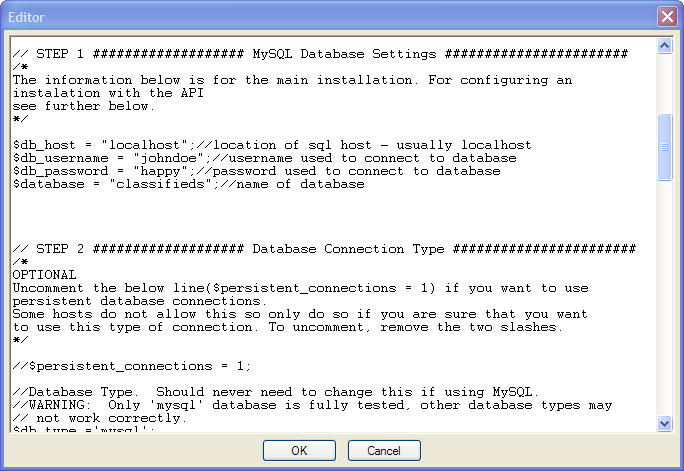 Editor
// STEP 1 ################### MySQL Database Settings #######################
/*
The information below is for the main installation. For configuring an
instalation with the API
see further below.
*/
$db_host = "localhost";//location of sql host - usually localhost
$db_username = "johndoe";//username used to connect to database
$db_password = "happy";//password used to connect to database
$database = "classifieds";//name of database
// STEP 2 ################### Database Connection Type #######################
/*
OPTIONAL
Uncomment the below line($persistent_connections = 1) if you want to use
persistent database connections.
Some hosts do not allow this so only do so if you are sure that you want
to use this type of connection. To uncomment, remove the two slashes.
*/
//$persistent_connections = 1;
//Database Type.  Should never need to change this if using MySQL.
//WARNING:  Only 'mysql' database is fully tested, other database types may
// not work correctly.
$db_type ='mysql';
OK
Cancel